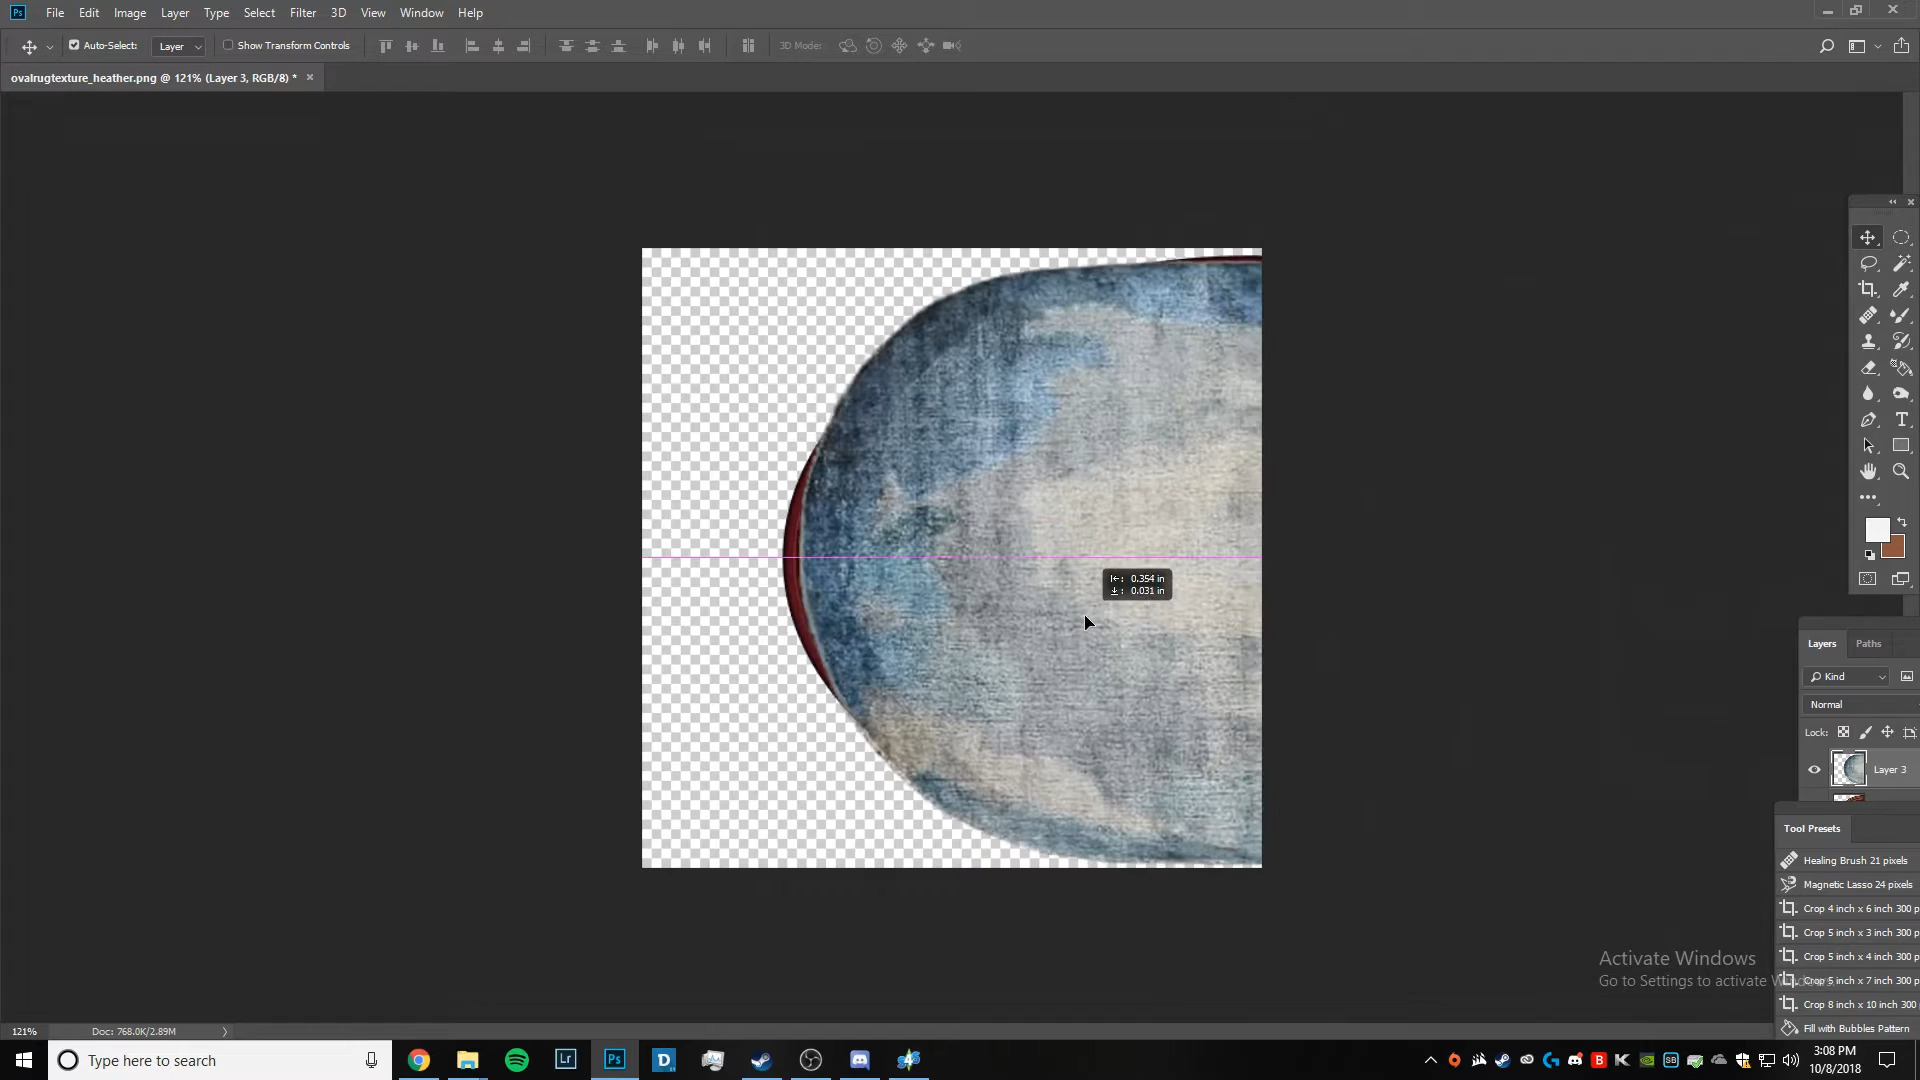 Ps File Edit Image Layer Type Select Filter 3D View Window Help
Auto-Select: Layer Show Transform Controls 3D Mode:
ovalrugtexture_heather.png @ 121% (Layer 3, RGB/8) * ×
0.354 in
0.031 in
T
Layers Paths
Kind
Normal
Lock:
Layer 3
Tool Presets
Healing Brush 21 pixels
Magnetic Lasso 24 pixels
Crop 4 inch x 6 inch 300 p
Crop 5 inch x 3 inch 300 p
Crop 5 inch x 4 inch 300 p
Crop 5 inch x 7 inch 300 p
Crop 8 inch x 10 inch 300 p
Fill with Bubbles Pattern
Activate Windows
Go to Settings to activate
121% Doc: 768.0K/2.89M
Type here to search
Lr Ps D
SB
3:08 PM
10/8/2018